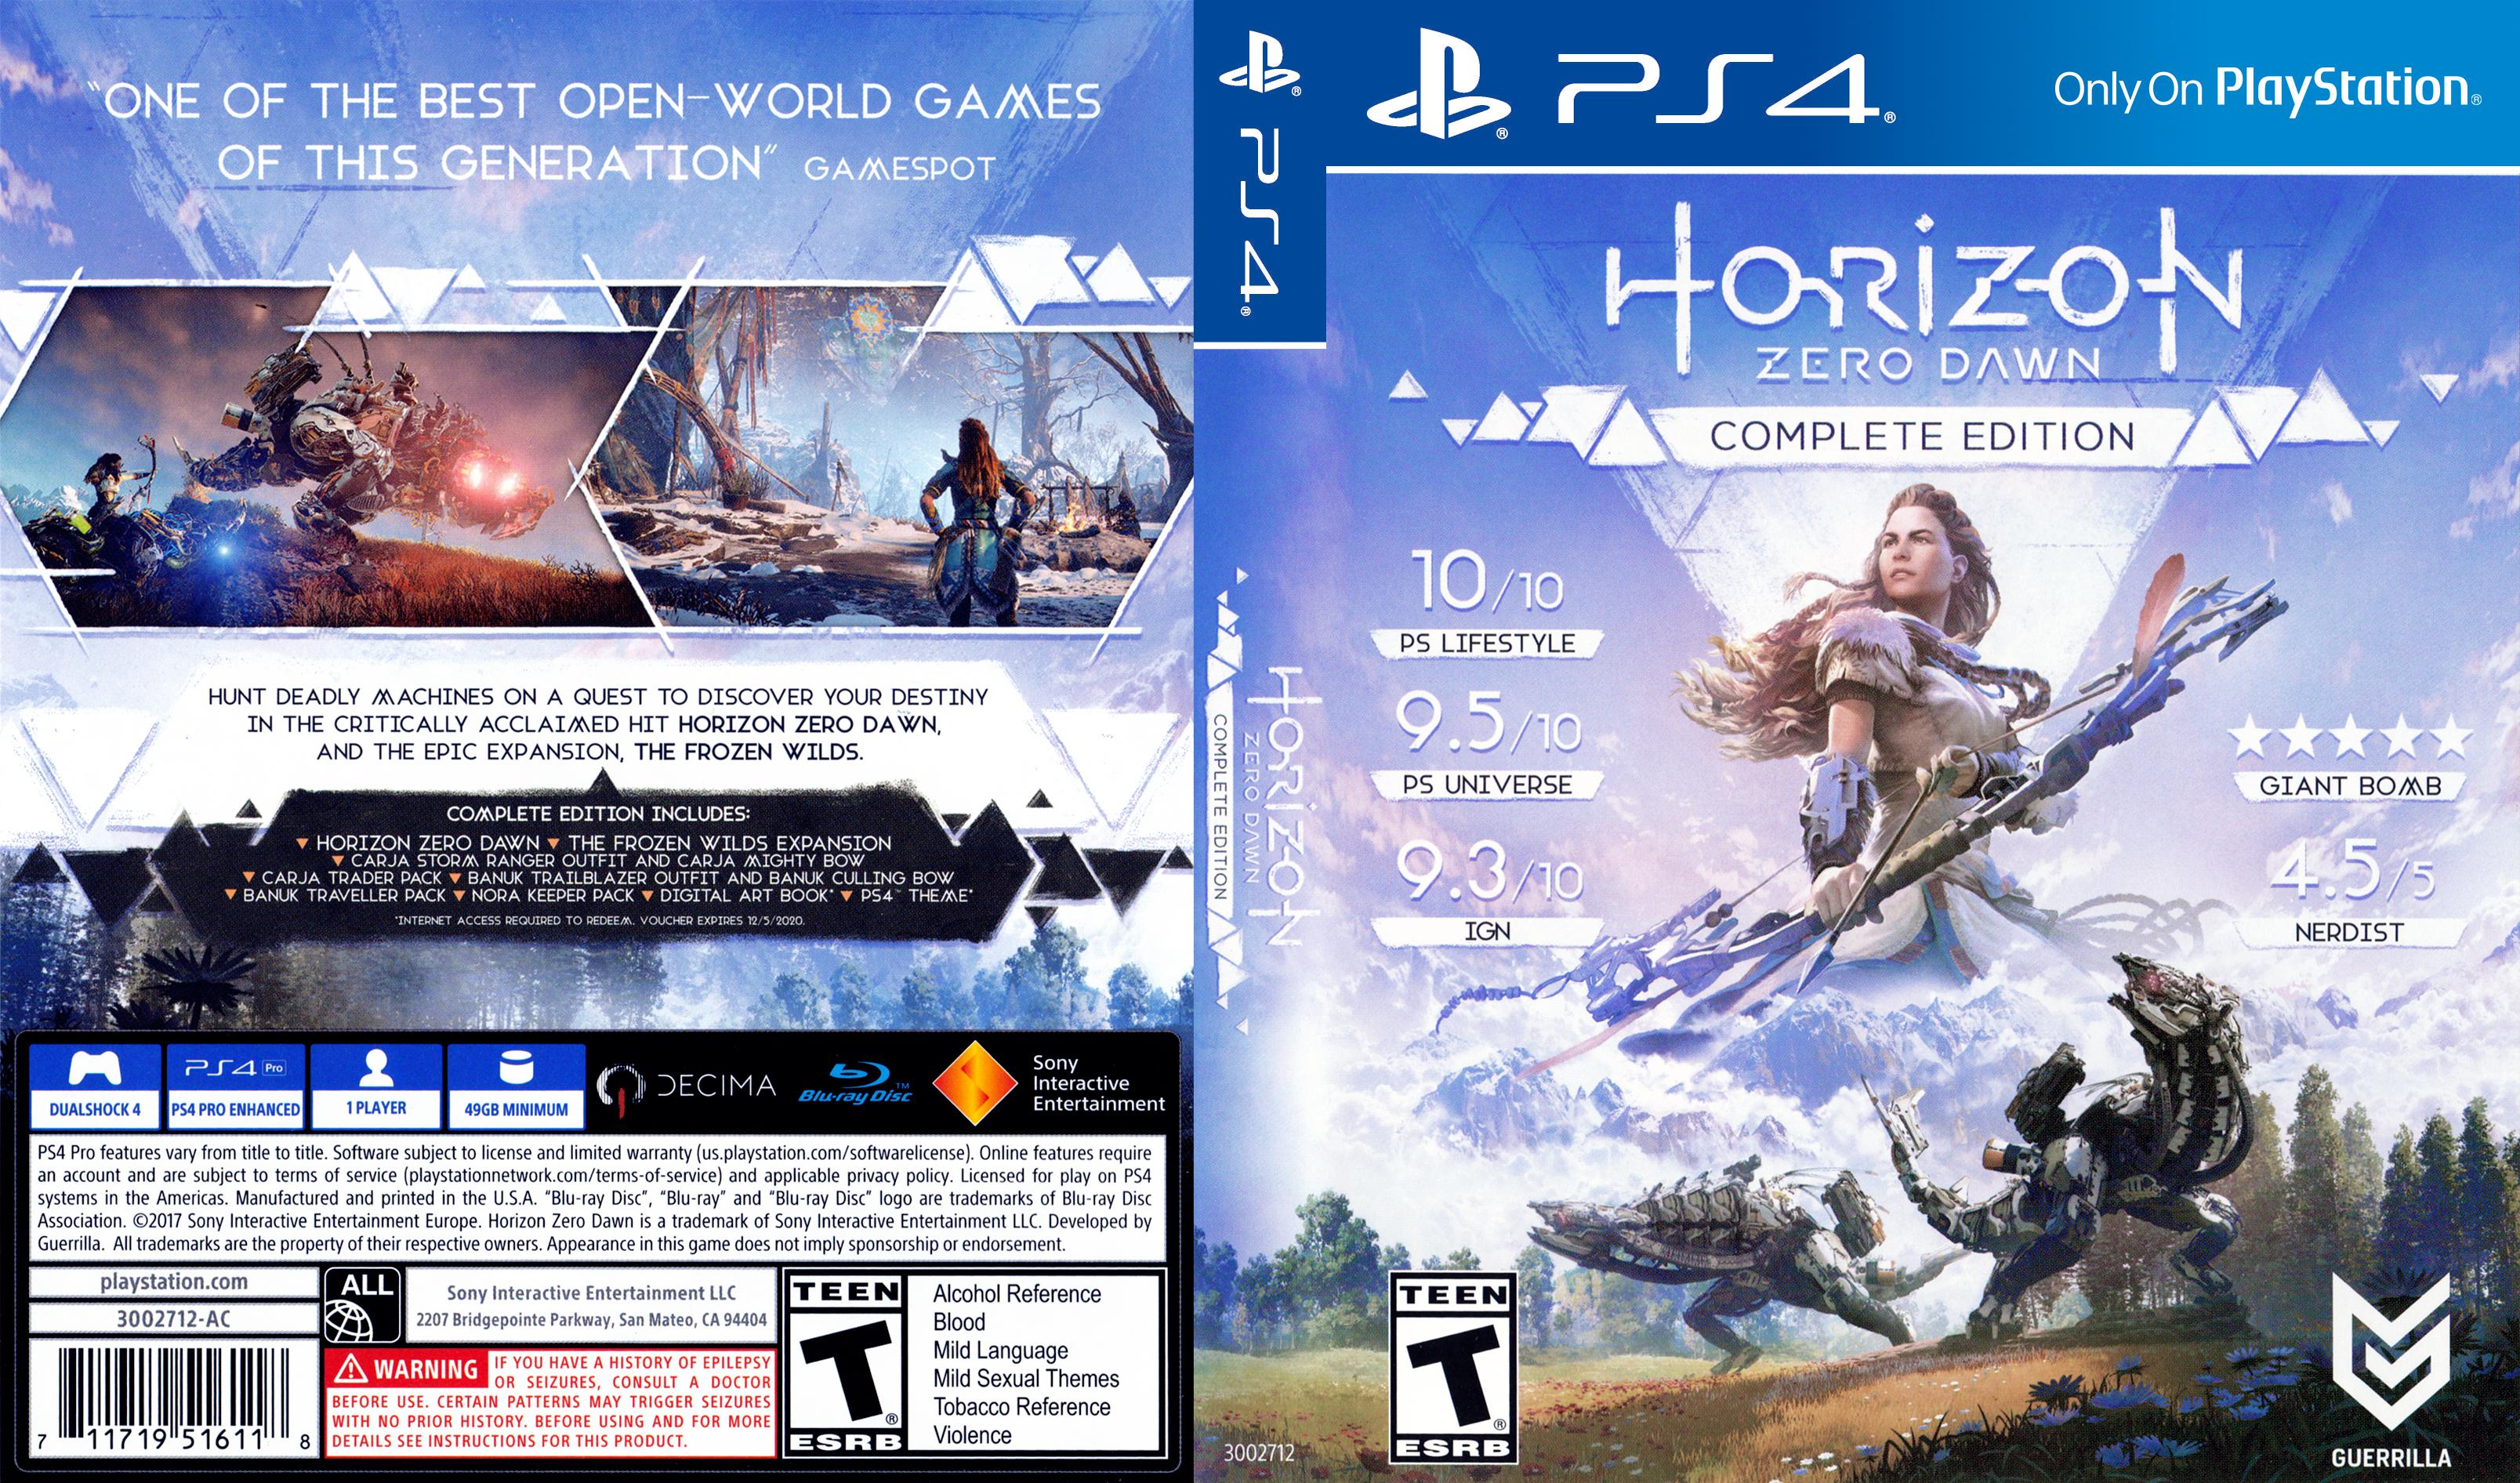 "ONE OF THE BEST OPEN-WORLD GAMES
OF THIS GENERATION" GAMESPOT
HUNT DEADLY MACHINES ON A QUEST TO DISCOVER YOUR DESTINY
IN THE CRITICALLY ACCLAIMED HIT HORIZON ZERO DAWN,
AND THE EPIC EXPANSION, THE FROZEN WILDS.
COMPLETE EDITION INCLUDES:
▼ HORIZON ZERO DAWN ▼ THE FROZEN WILDS EXPANSION
▼ CARJA STORM RANGER OUTFIT AND CARJA MIGHTY BOW
▼ CARJA TRADER PACK ▼ BANUK TRAILBLAZER OUTFIT AND BANUK CULLING BOW
▼ BANUK TRAVELLER PACK ▼ NORA KEEPER PACK ▼ DIGITAL ART BOOK* ▼ PS4™ THEME*
*INTERNET ACCESS REQUIRED TO REDEEM. VOUCHER EXPIRES 12/5/2020.
DUALSHOCK 4
PS4 Pro
PS4 PRO ENHANCED
1 PLAYER
49GB MINIMUM
DECIMA
Blu-ray Disc™
Sony
Interactive
Entertainment
PS4 Pro features vary from title to title. Software subject to license and limited warranty (us.playstation.com/softwarelicense). Online features require
an account and are subject to terms of service (playstationnetwork.com/terms-of-service) and applicable privacy policy. Licensed for play on PS4
systems in the Americas. Manufactured and printed in the U.S.A. "Blu-ray Disc", "Blu-ray" and "Blu-ray Disc" logo are trademarks of Blu-ray Disc
Association. ©2017 Sony Interactive Entertainment Europe. Horizon Zero Dawn is a trademark of Sony Interactive Entertainment LLC. Developed by
Guerrilla. All trademarks are the property of their respective owners. Appearance in this game does not imply sponsorship or endorsement.
playstation.com
3002712-AC
7 11719 51611 8
ALL
Sony Interactive Entertainment LLC
2207 Bridgepointe Parkway, San Mateo, CA 94404
WARNING IF YOU HAVE A HISTORY OF EPILEPSY
OR SEIZURES, CONSULT A DOCTOR
BEFORE USE. CERTAIN PATTERNS MAY TRIGGER SEIZURES
WITH NO PRIOR HISTORY. BEFORE USING AND FOR MORE
DETAILS SEE INSTRUCTIONS FOR THIS PRODUCT.
TEEN
T®
ESRB
Alcohol Reference
Blood
Mild Language
Mild Sexual Themes
Tobacco Reference
Violence
PS4®
HORIZON
ZERO DAWN
COMPLETE EDITION
3002712
PS4®
Only On PlayStation®
HORIZON
ZERO DAWN
COMPLETE EDITION
10/10
PS LIFESTYLE
9.5/10
PS UNIVERSE
9.3/10
IGN
★★★★★
GIANT BOMB
4.5/5
NERDIST
TEEN
T®
ESRB
GUERRILLA